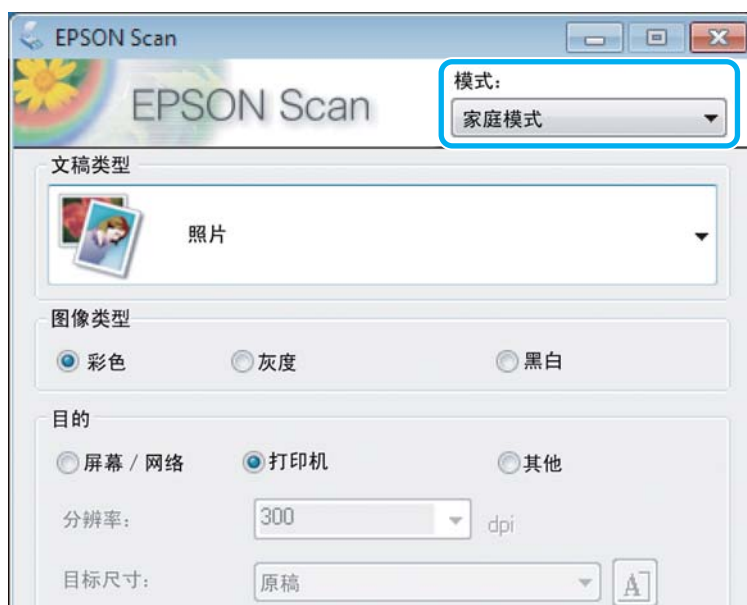 EPSON Scan
EPSON Scan
模式：
家庭模式
文稿类型
照片
图像类型
彩色 灰度 黑白
目的
屏幕 / 网络 打印机 其他
分辨率： 300 dpi
目标尺寸： 原稿 A